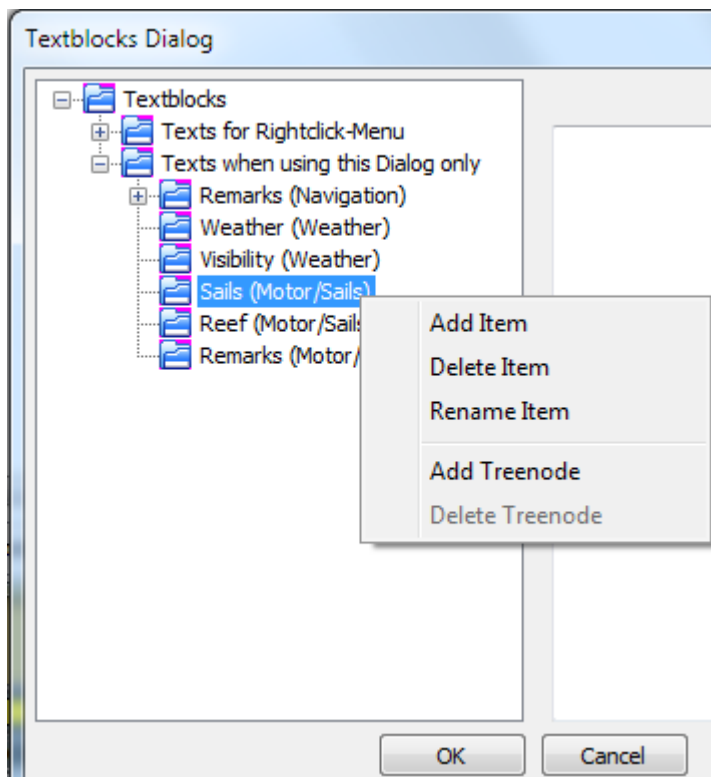 Textblocks Dialog
Textblocks
Texts for Rightclick-Menu
Texts when using this Dialog only
Remarks (Navigation)
Weather (Weather)
Visibility (Weather)
Sails (Motor/Sails)
Reef (Motor/Sails
Remarks (Motor/
Add Item
Delete Item
Rename Item
Add Treenode
Delete Treenode
OK
Cancel